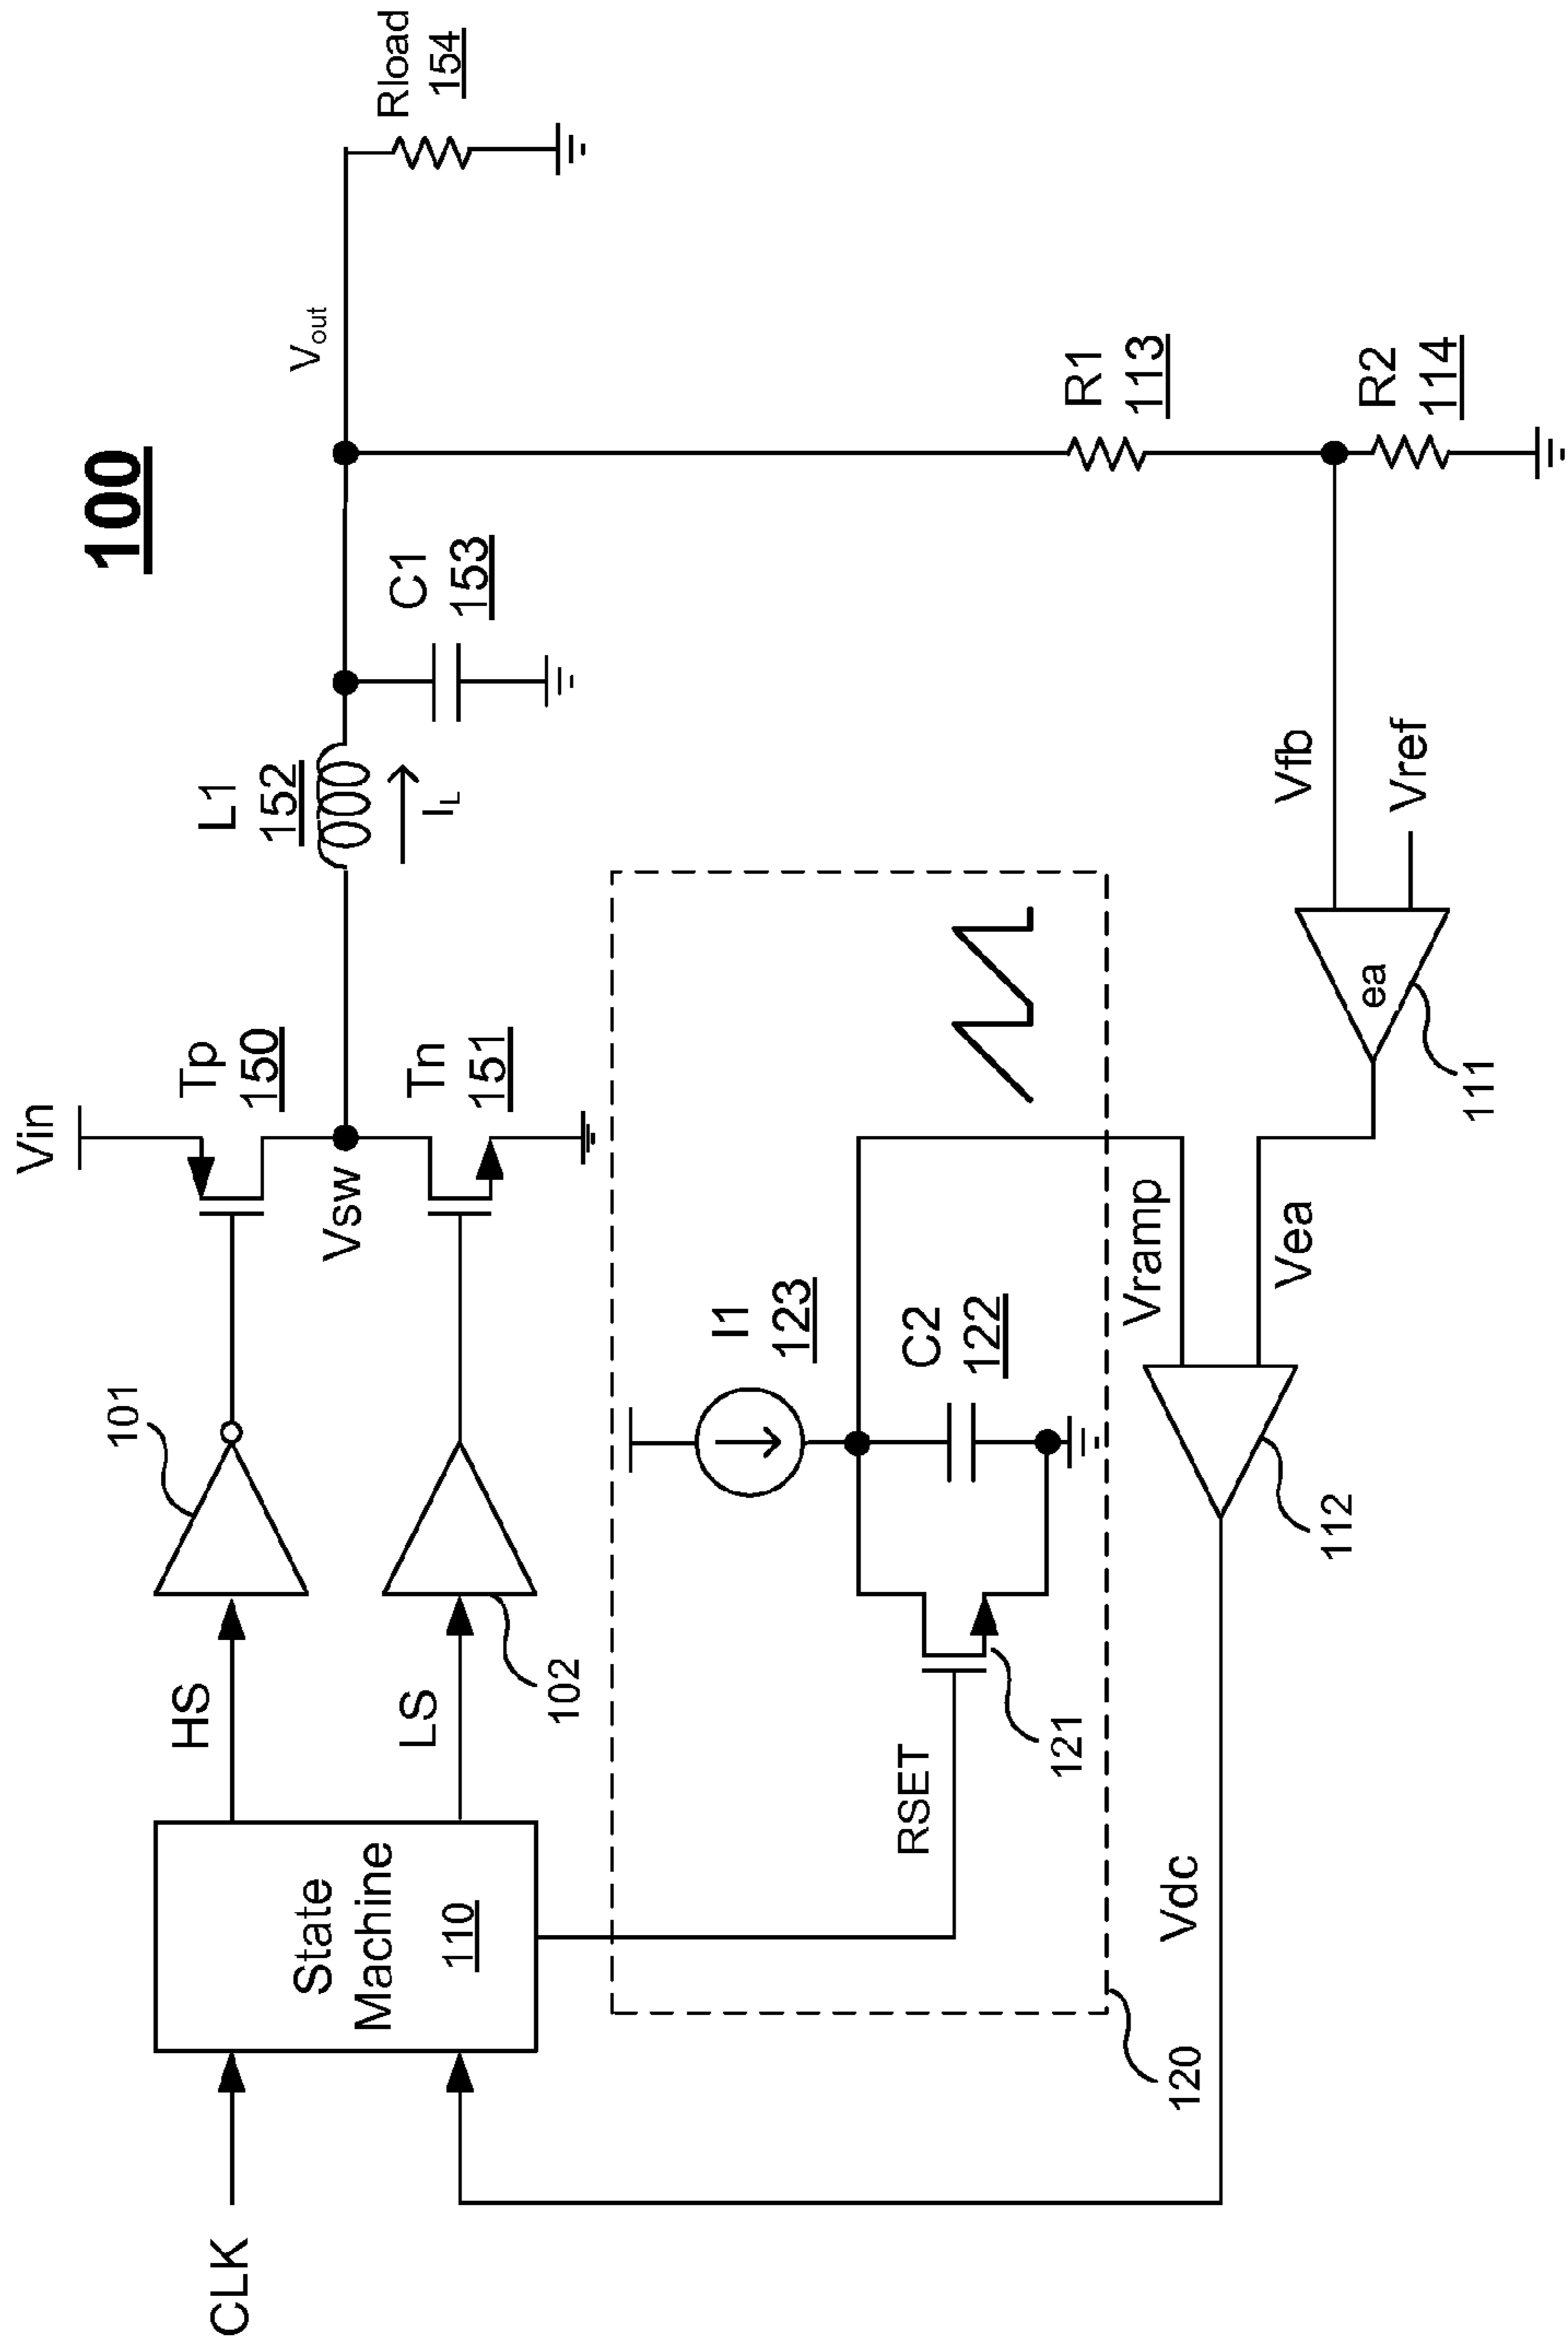 100
Vin
Tp
150
Vsw
Tn
151
L1
152
I_L
C1
153
V_out
Rload
154
101
HS
LS
102
CLK
State
Machine
110
RSET
121
I1
123
C2
122
120
Vramp
Vea
Vdc
112
ea
111
Vfb
Vref
R1
113
R2
114